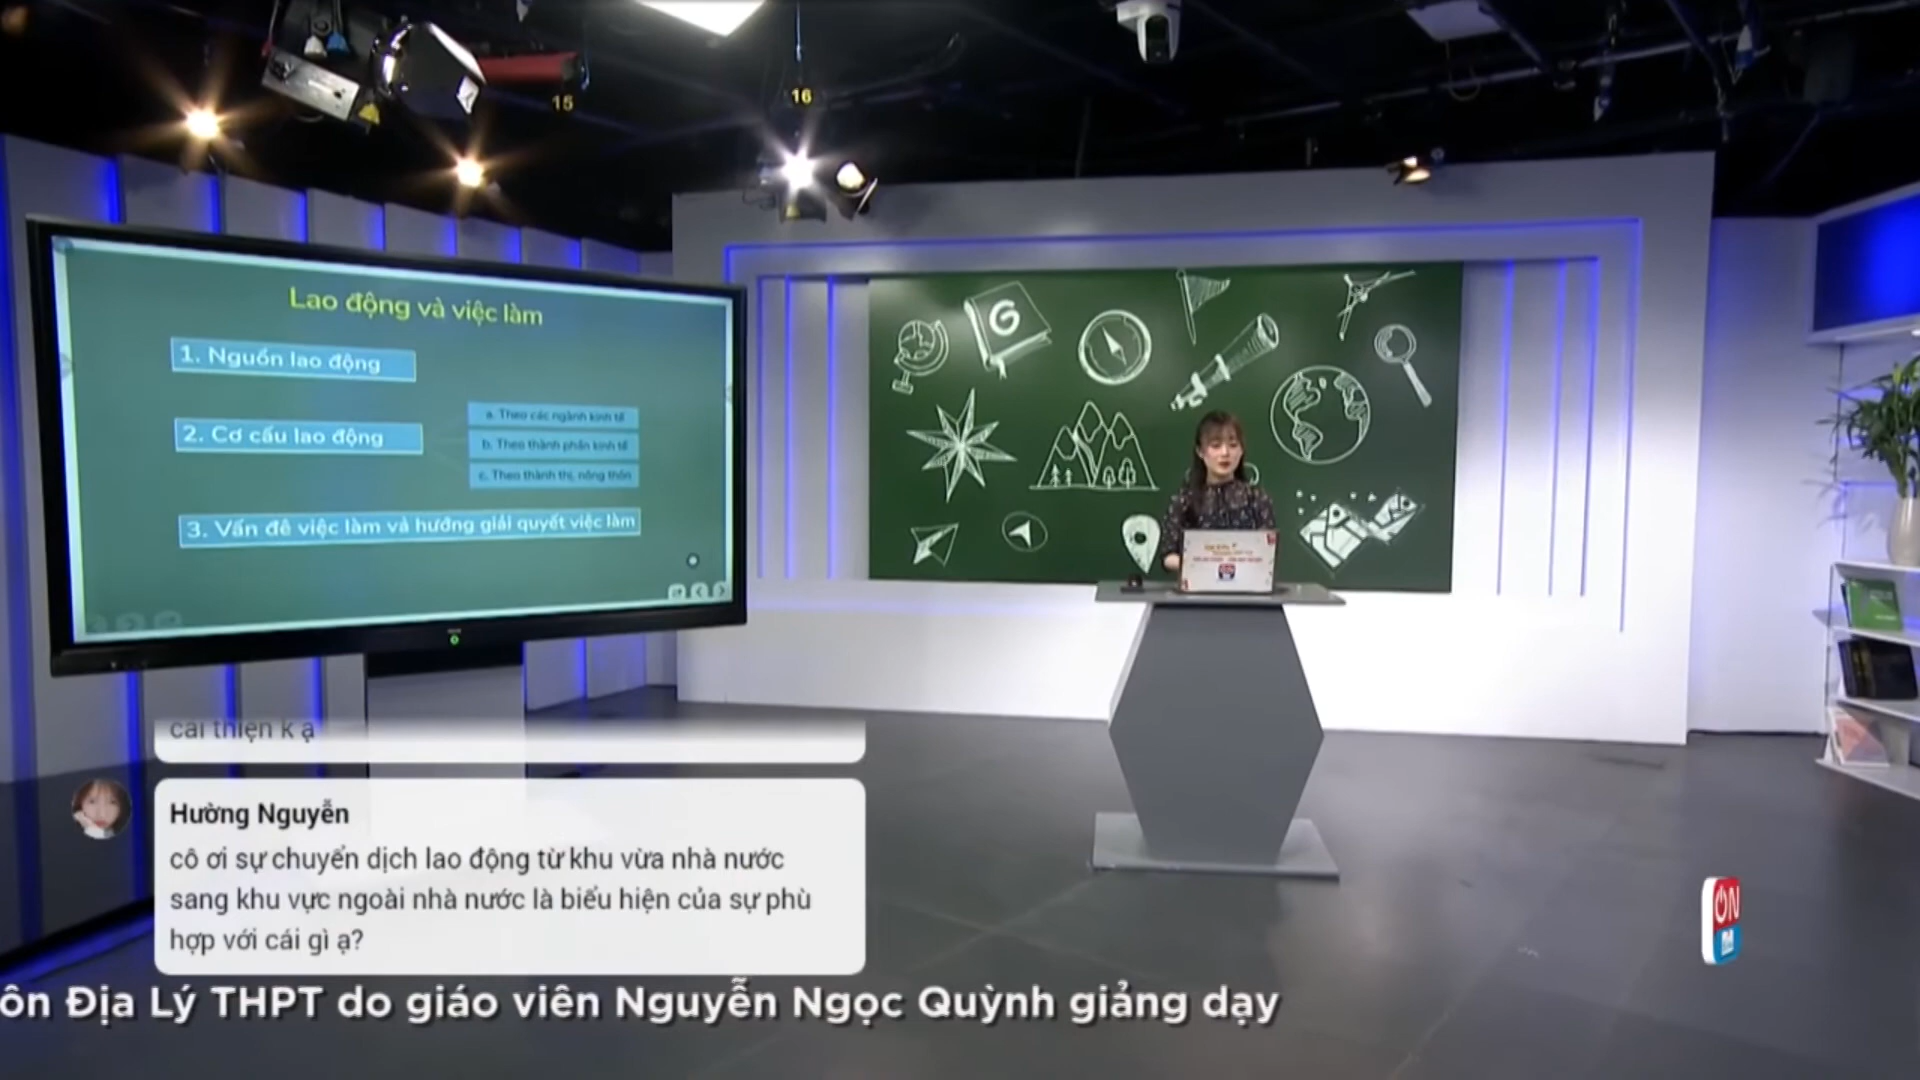 15
16
Lao động và việc làm
1. Nguồn lao động
2. Cơ cấu lao động
a. Theo các ngành kinh tế
b. Theo thành phần kinh tế
c. Theo thành thị, nông thôn
3. Vấn đề việc làm và hướng giải quyết việc làm
G
cải thiện k ạ
Hường Nguyễn
cô ơi sự chuyển dịch lao động từ khu vừa nhà nước
sang khu vực ngoài nhà nước là biểu hiện của sự phù
hợp với cái gì ạ?
ON
ôn Địa Lý THPT do giáo viên Nguyễn Ngọc Quỳnh giảng dạy